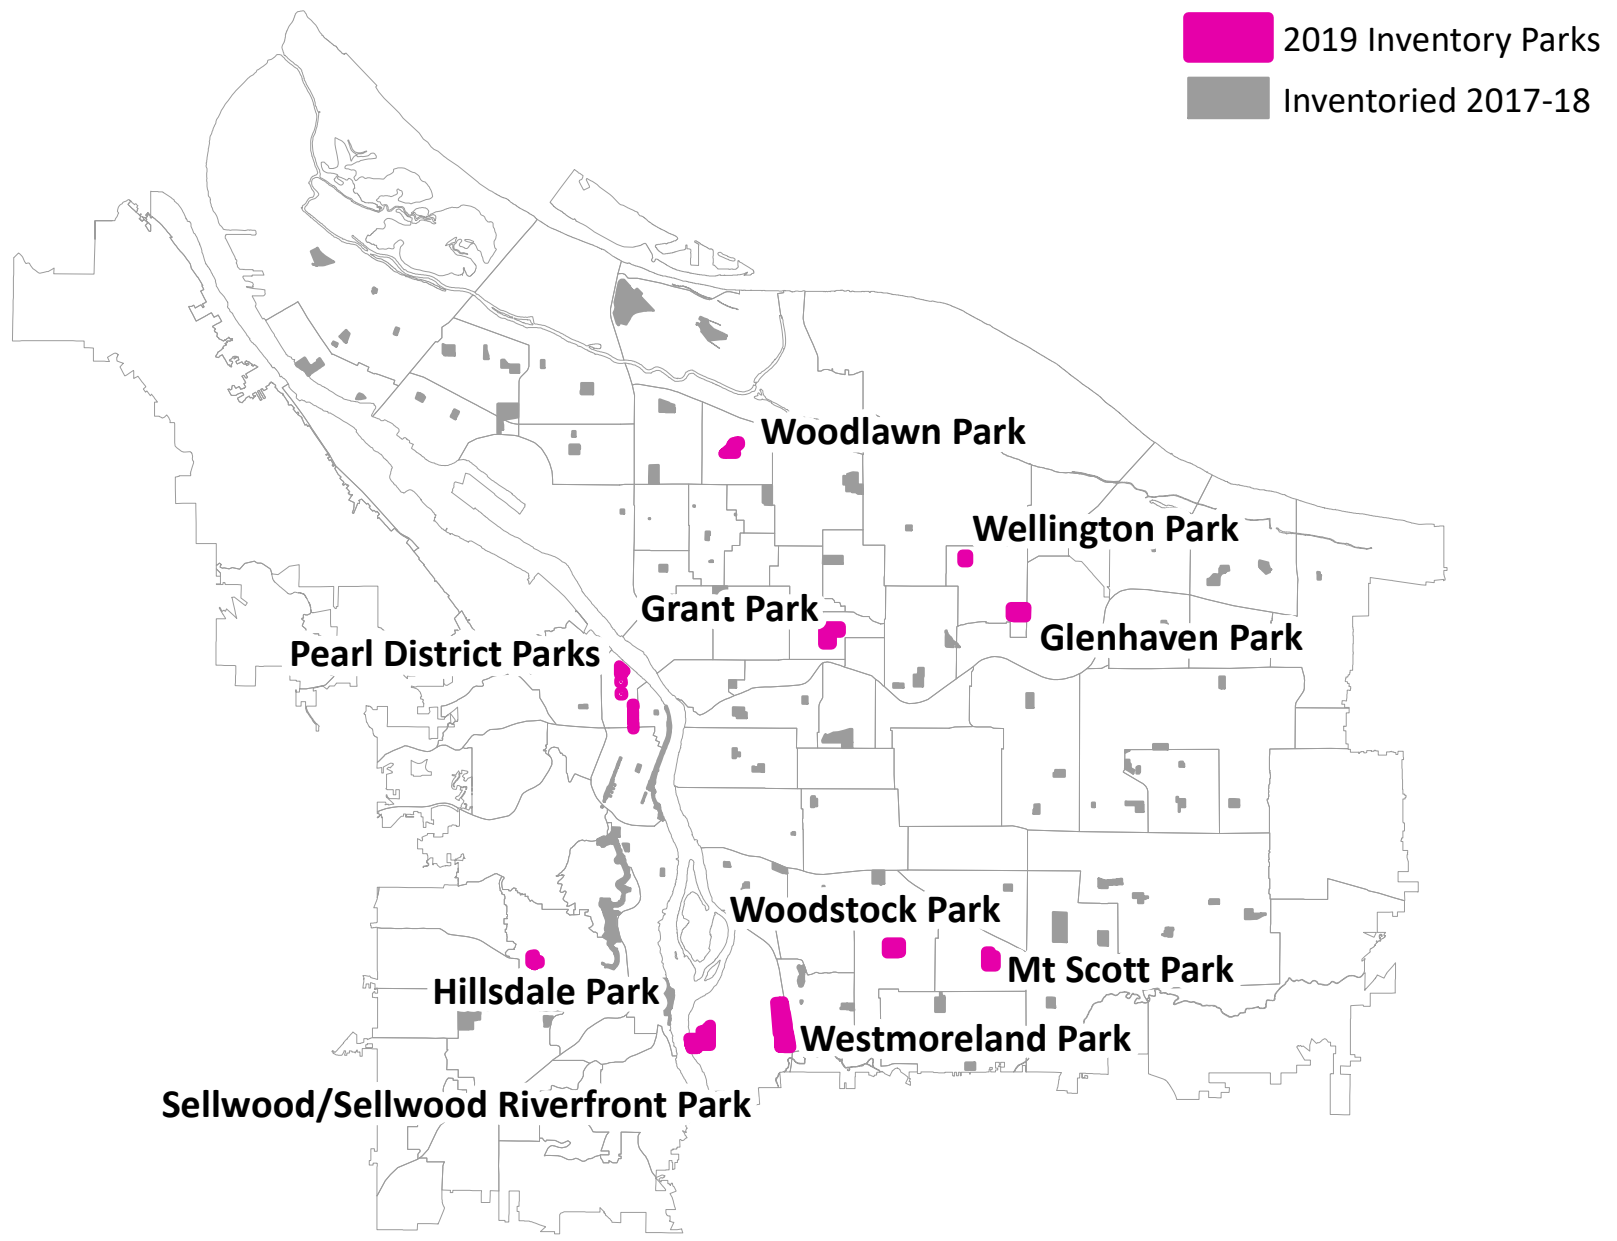 2019 Inventory Parks
Inventoried 2017-18
Woodlawn Park
Wellington Park
Grant Park
Glenhaven Park
Pearl District Parks
Woodstock Park
Mt Scott Park
Hillsdale Park
Westmoreland Park
Sellwood/Sellwood Riverfront Park